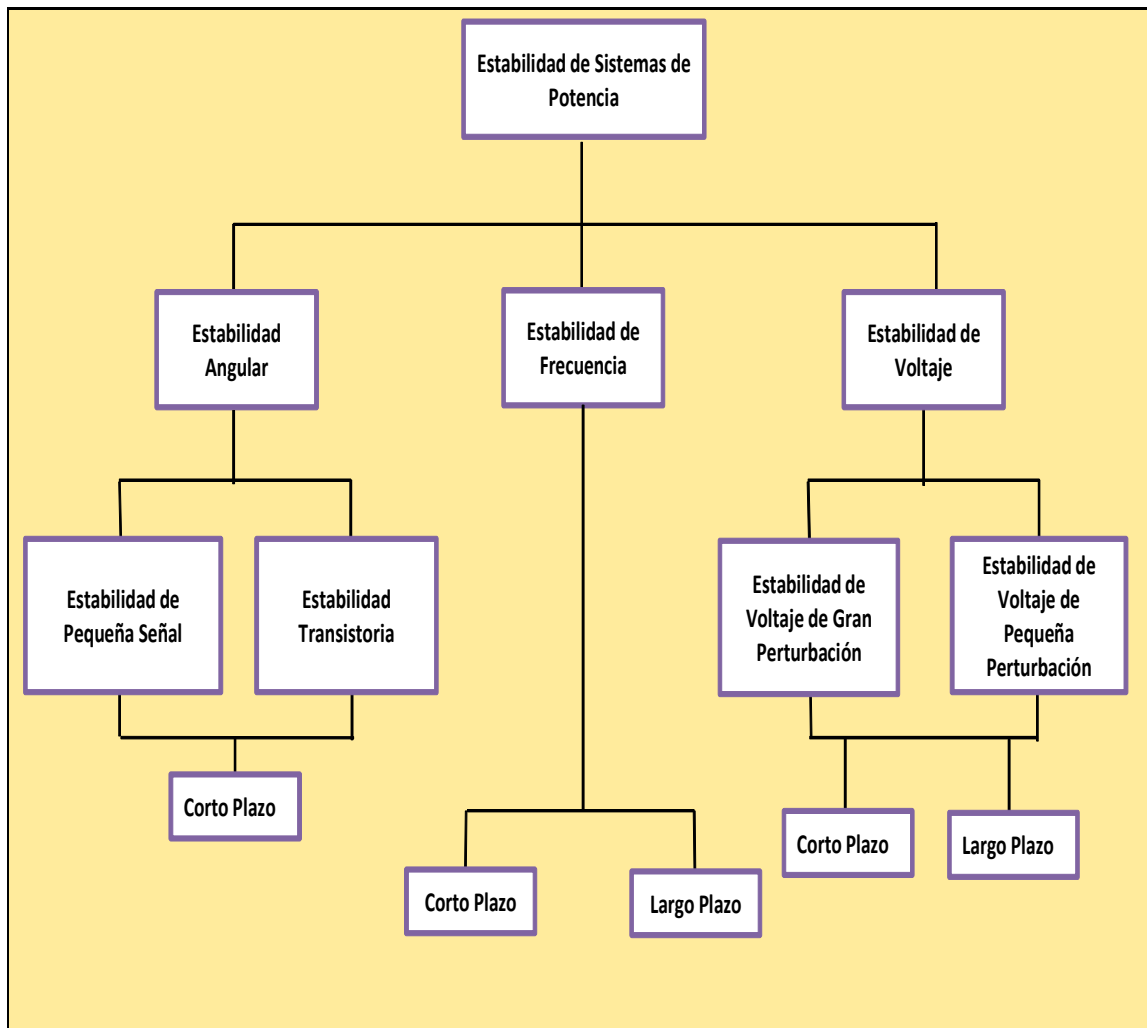 Estabilidad de Sistemas de
Potencia
Estabilidad
Angular
Estabilidad de
Frecuencia
Estabilidad de
Voltaje
Estabilidad de
Pequeña Señal
Estabilidad
Transistoria
Estabilidad de
Voltaje de Gran
Perturbación
Estabilidad de
Voltaje de
Pequeña
Perturbación
Corto Plazo
Corto Plazo
Largo Plazo
Corto Plazo
Largo Plazo